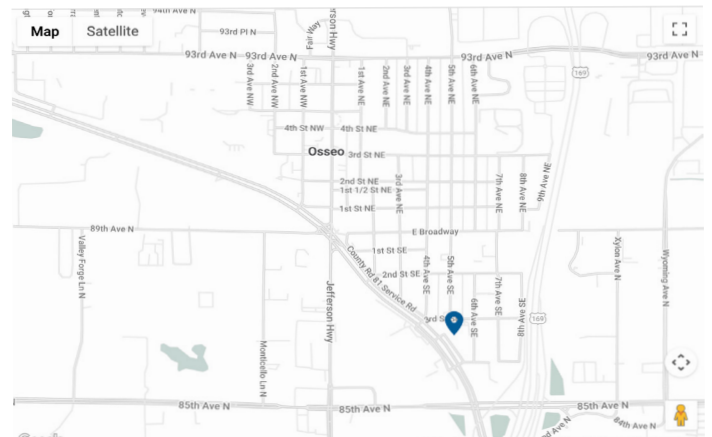 94th Ave N
93rd Pl N
Fair Way
Map
Satellite
93rd Ave N
93rd Ave N
93rd Ave N
93rd Ave N
3rd Ave NW
2nd Ave NW
1st Ave NW
1st Ave NE
2nd Ave NE
3rd Ave NE
4th Ave NE
5th Ave NE
6th Ave NE
169
4th St NW
4th St NE
Osseo
3rd St NE
2nd St NE
1st 1/2 St NE
1st St NE
3rd Ave NE
7th Ave NE
8th Ave NE
9th Ave NE
89th Ave N
E Broadway
1st St SE
2nd St SE
County Rd 81 Service Rd
4th Ave SE
5th Ave SE
6th Ave SE
7th Ave SE
8th Ave SE
3rd S
169
Valley Forge Ln N
Jefferson Hwy
Monticello Ln N
Xylon Ave N
Wyoming Ave N
85th Ave N
85th Ave N
85th Ave N
84th Ave N